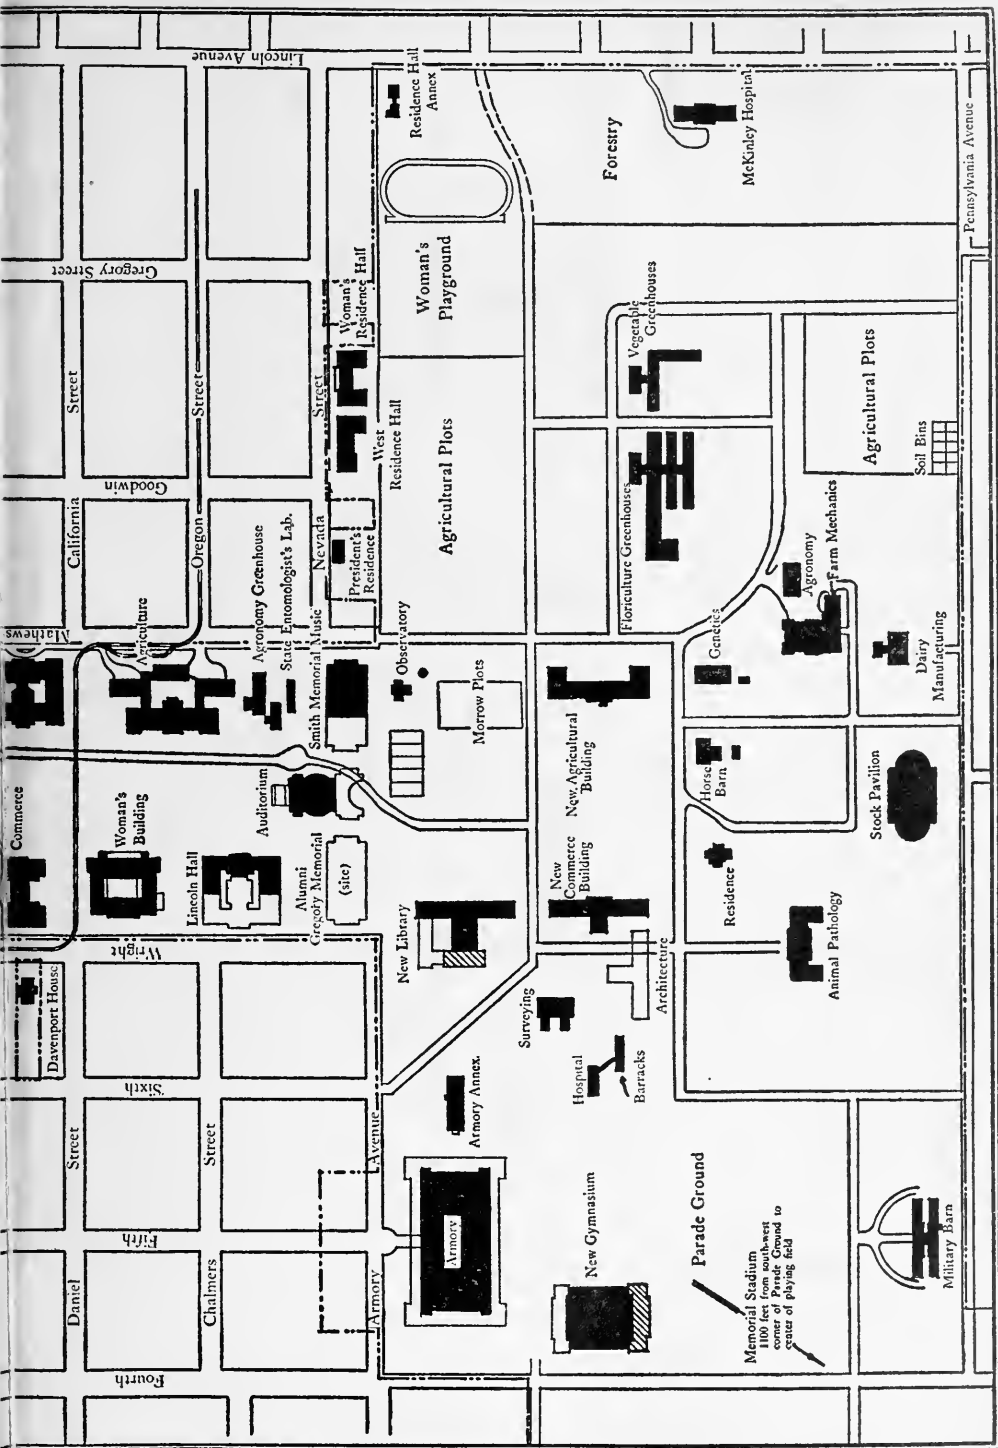 Lincoln Avenue
Gregory Street
Goodwin
Mathews
Wright
Sixth
Fifth
Fourth
Street
California
Street
Oregon
Street
Nevada
Street
Daniel
Street
Chalmers
Avenue
Armory
Pennsylvania Avenue
Residence Hall
Annex
Woman's
Residence Hall
West
Residence Hall
President's
Residence
Woman's
Playground
Forestry
McKinley Hospital
Vegetable
Greenhouses
Agricultural Plots
Agricultural Plots
Soil Bins
Floriculture Greenhouses
Agriculture
Agronomy Greenhouse
State Entomologist's Lab.
Smith Memorial Music
Observatory
Morrow Plots
Genetics
Agronomy
Farm Mechanics
Dairy
Manufacturing
Commerce
Woman's
Building
Lincoln Hall
Auditorium
Alumni
Gregory Memorial
(site)
New Agricultural
Building
New
Commerce
Building
Horse
Barn
Stock Pavilion
Residence
New Library
Architecture
Animal Pathology
Davenport House
Surveying
Hospital
Barracks
Armory Annex.
Armory
New Gymnasium
Parade Ground
Memorial Stadium
1100 feet from south-west
corner of Parade Ground to
center of playing field
Military Barn